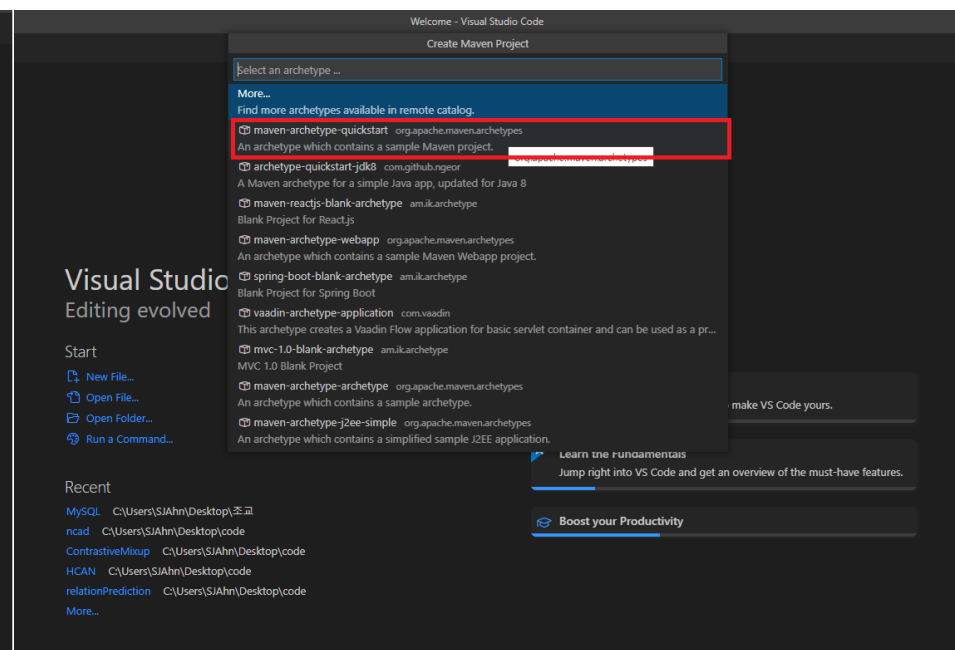 Welcome - Visual Studio Code
Create Maven Project
Select an archetype ...
More...
Find more archetypes available in remote catalog.
maven-archetype-quickstart org.apache.maven.archetypes
An archetype which contains a sample Maven project.
org.apache.maven.archetypes
archetype-quickstart-jdk8 com.github.ngeor
A Maven archetype for a simple Java app, updated for Java 8
maven-reactjs-blank-archetype am.ik.archetype
Blank Project for React.js
maven-archetype-webapp org.apache.maven.archetypes
An archetype which contains a sample Maven Webapp project.
spring-boot-blank-archetype am.ik.archetype
Blank Project for Spring Boot
vaadin-archetype-application com.vaadin
This archetype creates a Vaadin Flow application for basic servlet container and can be used as a pr...
mvc-1.0-blank-archetype am.ik.archetype
MVC 1.0 Blank Project
maven-archetype-archetype org.apache.maven.archetypes
An archetype which contains a sample archetype.
maven-archetype-j2ee-simple org.apache.maven.archetypes
An archetype which contains a simplified sample J2EE application.
Visual Studio
Editing evolved
Start
New File...
Open File...
Open Folder...
Run a Command...
Recent
MySQL C:\Users\SJAhn\Desktop\조교
ncad C:\Users\SJAhn\Desktop\code
ContrastiveMixup C:\Users\SJAhn\Desktop\code
HCAN C:\Users\SJAhn\Desktop\code
relationPrediction C:\Users\SJAhn\Desktop\code
More...
make VS Code yours.
Learn the Fundamentals
Jump right into VS Code and get an overview of the must-have features.
Boost your Productivity